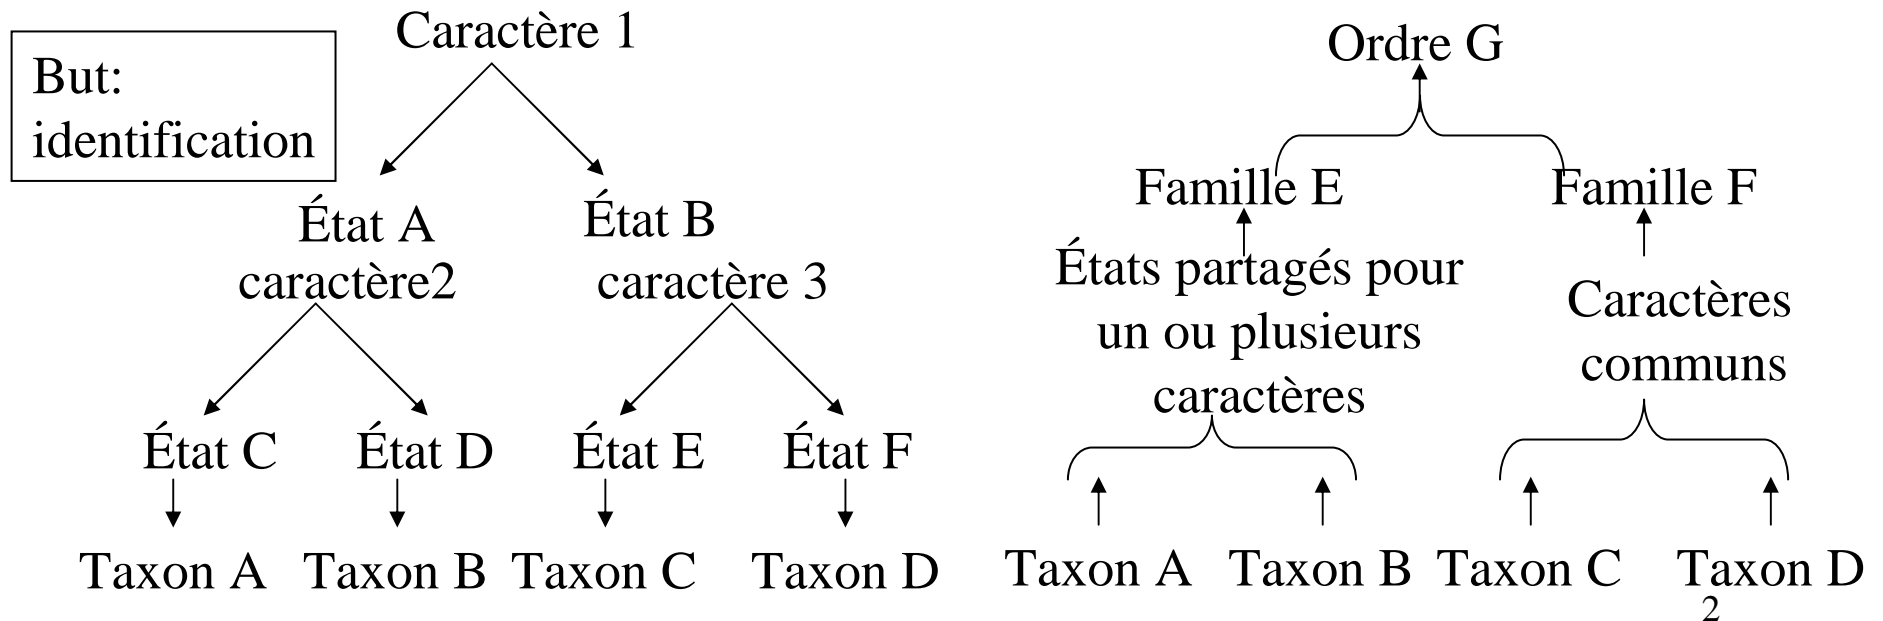 But:
identification
Caractère 1
État A
État B
caractère2
caractère 3
État C
État D
État E
État F
Taxon A
Taxon B
Taxon C
Taxon D
Ordre G
Famille E
Famille F
États partagés pour
un ou plusieurs
caractères
Caractères
communs
Taxon A
Taxon B
Taxon C
Taxon D
2